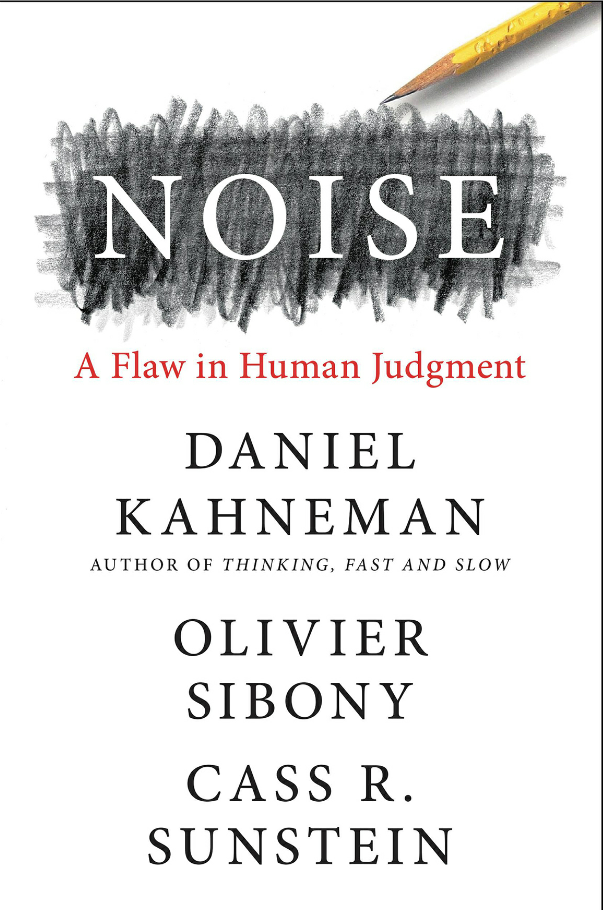 NOISE
A Flaw in Human Judgment
DANIEL
KAHNEMAN
AUTHOR OF THINKING, FAST AND SLOW
OLIVIER
SIBONY
CASS R.
SUNSTEIN